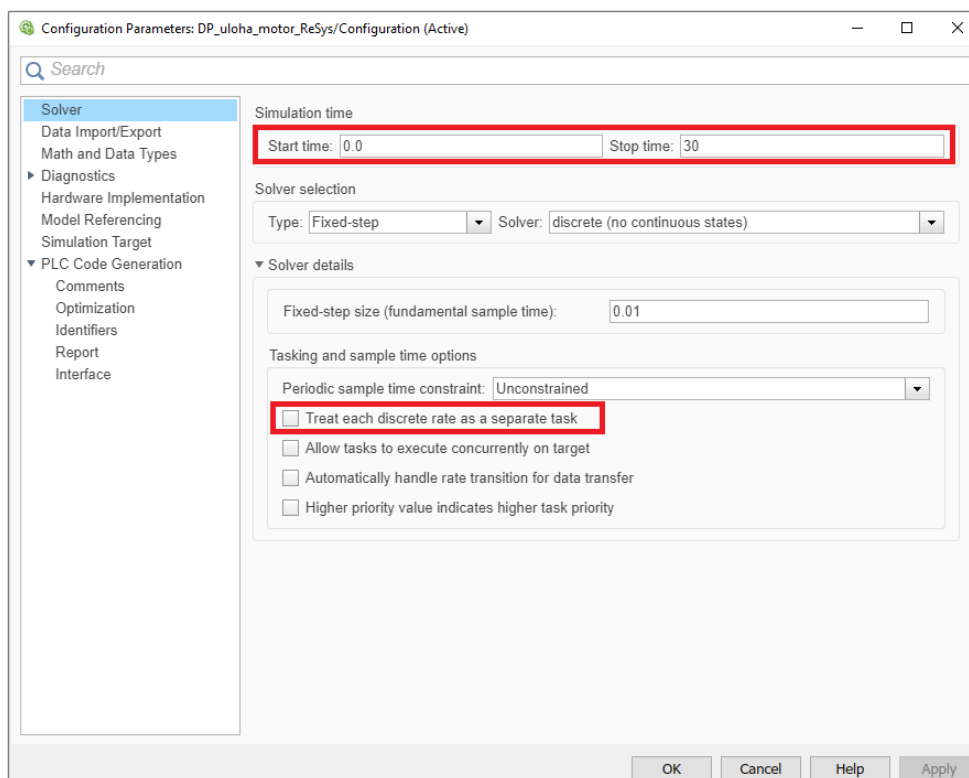 Configuration Parameters: DP_uloha_motor_ReSys/Configuration (Active)
Search
Solver
Data Import/Export
Math and Data Types
Diagnostics
Hardware Implementation
Model Referencing
Simulation Target
PLC Code Generation
Comments
Optimization
Identifiers
Report
Interface
Simulation time
Start time: 0.0 Stop time: 30
Solver selection
Type: Fixed-step Solver: discrete (no continuous states)
Solver details
Fixed-step size (fundamental sample time): 0.01
Tasking and sample time options
Periodic sample time constraint: Unconstrained
Treat each discrete rate as a separate task
Allow tasks to execute concurrently on target
Automatically handle rate transition for data transfer
Higher priority value indicates higher task priority
OK Cancel Help Apply